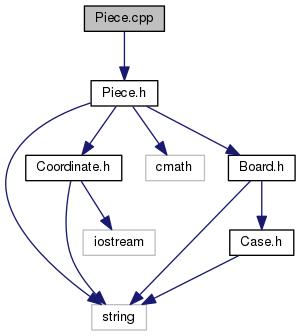 Piece.cpp
Piece.h
Coordinate.h
cmath
Board.h
iostream
Case.h
string